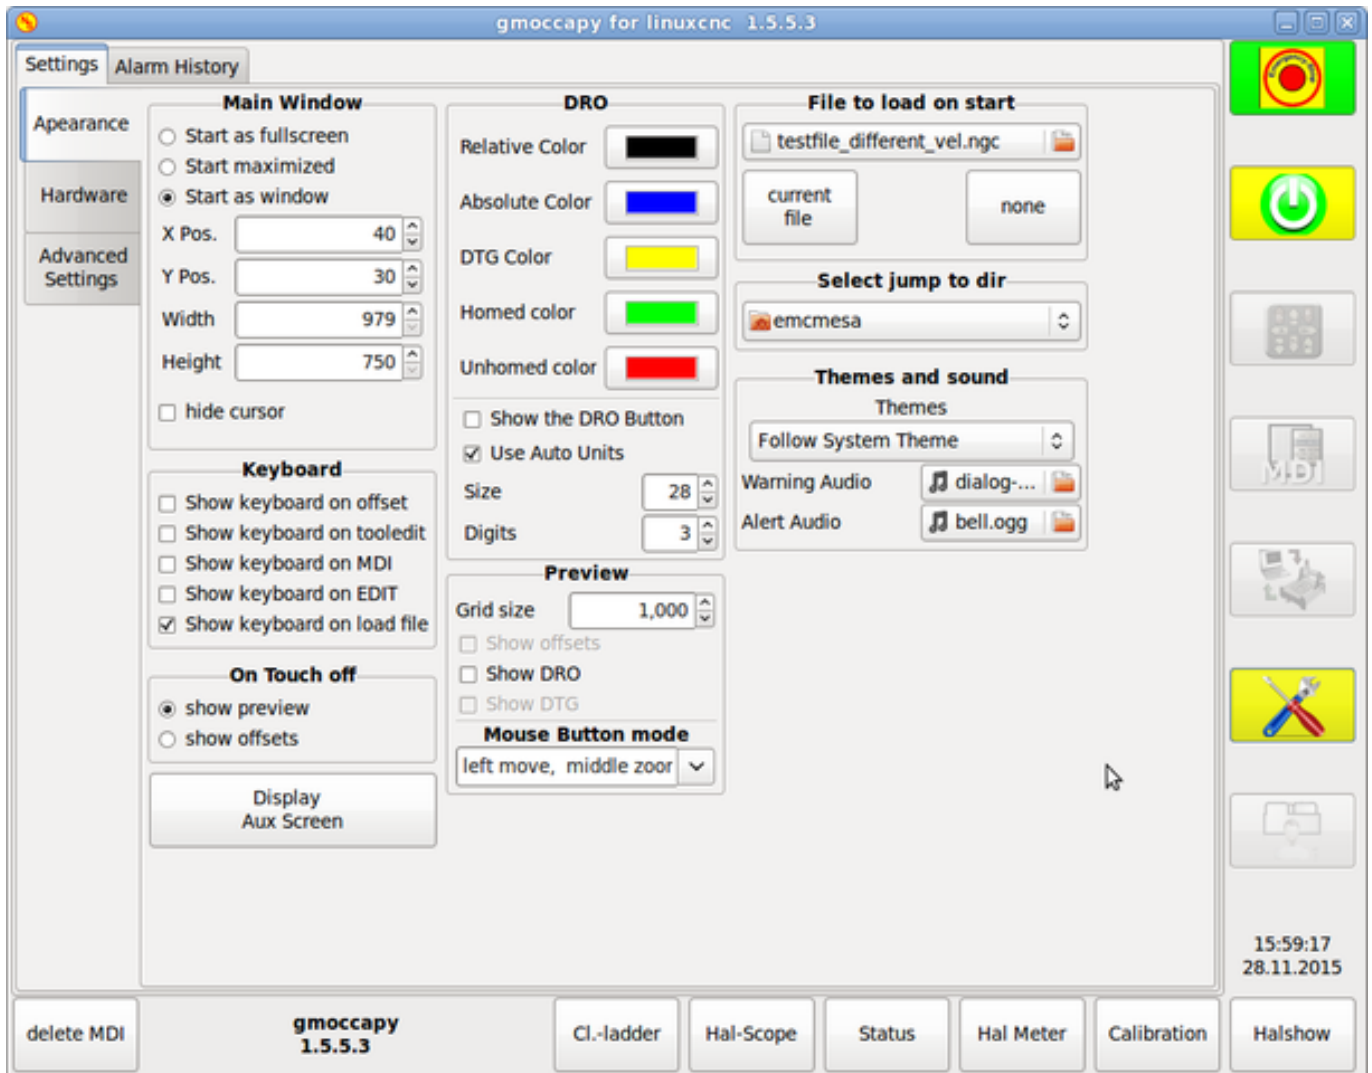 gmoccapy for linuxcnc 1.5.5.3
Settings
Alarm History
Apearance
Hardware
Advanced
Settings
Main Window
Start as fullscreen
Start maximized
Start as window
X Pos.
40
Y Pos.
30
Width
979
Height
750
hide cursor
Keyboard
Show keyboard on offset
Show keyboard on tooledit
Show keyboard on MDI
Show keyboard on EDIT
Show keyboard on load file
On Touch off
show preview
show offsets
Display
Aux Screen
DRO
Relative Color
Absolute Color
DTG Color
Homed color
Unhomed color
Show the DRO Button
Use Auto Units
Size
28
Digits
3
Preview
Grid size
1,000
Show offsets
Show DRO
Show DTG
Mouse Button mode
left move, middle zoor
File to load on start
testfile_different_vel.ngc
current
file
none
Select jump to dir
emcmesa
Themes and sound
Themes
Follow System Theme
Warning Audio
dialog-...
Alert Audio
bell.ogg
Emergency Stop
MDI
15:59:17
28.11.2015
delete MDI
gmoccapy
1.5.5.3
Cl.-ladder
Hal-Scope
Status
Hal Meter
Calibration
Halshow